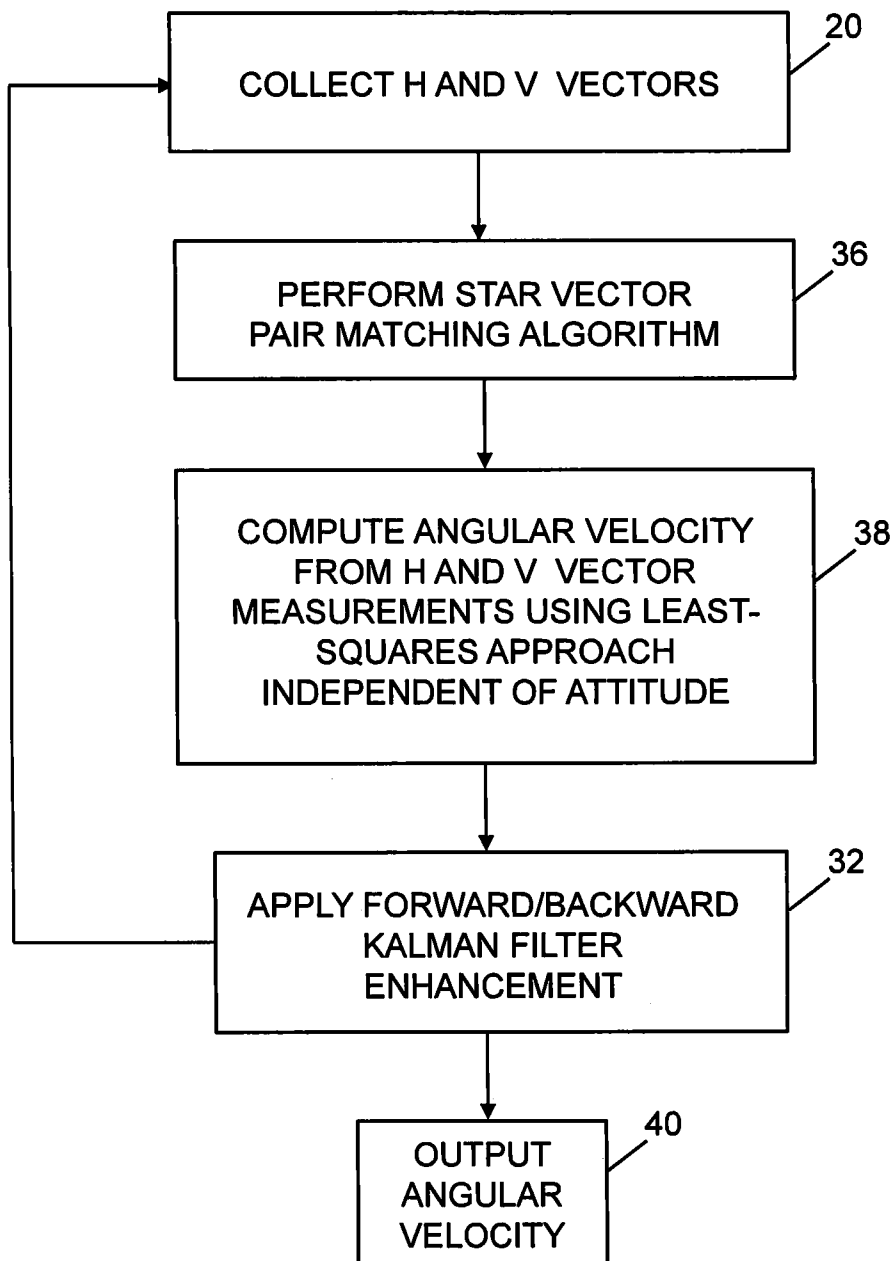 20
COLLECT H AND V VECTORS
36
PERFORM STAR VECTOR
PAIR MATCHING ALGORITHM
38
COMPUTE ANGULAR VELOCITY
FROM H AND V VECTOR
MEASUREMENTS USING LEAST-
SQUARES APPROACH
INDEPENDENT OF ATTITUDE
32
APPLY FORWARD/BACKWARD
KALMAN FILTER
ENHANCEMENT
40
OUTPUT
ANGULAR
VELOCITY